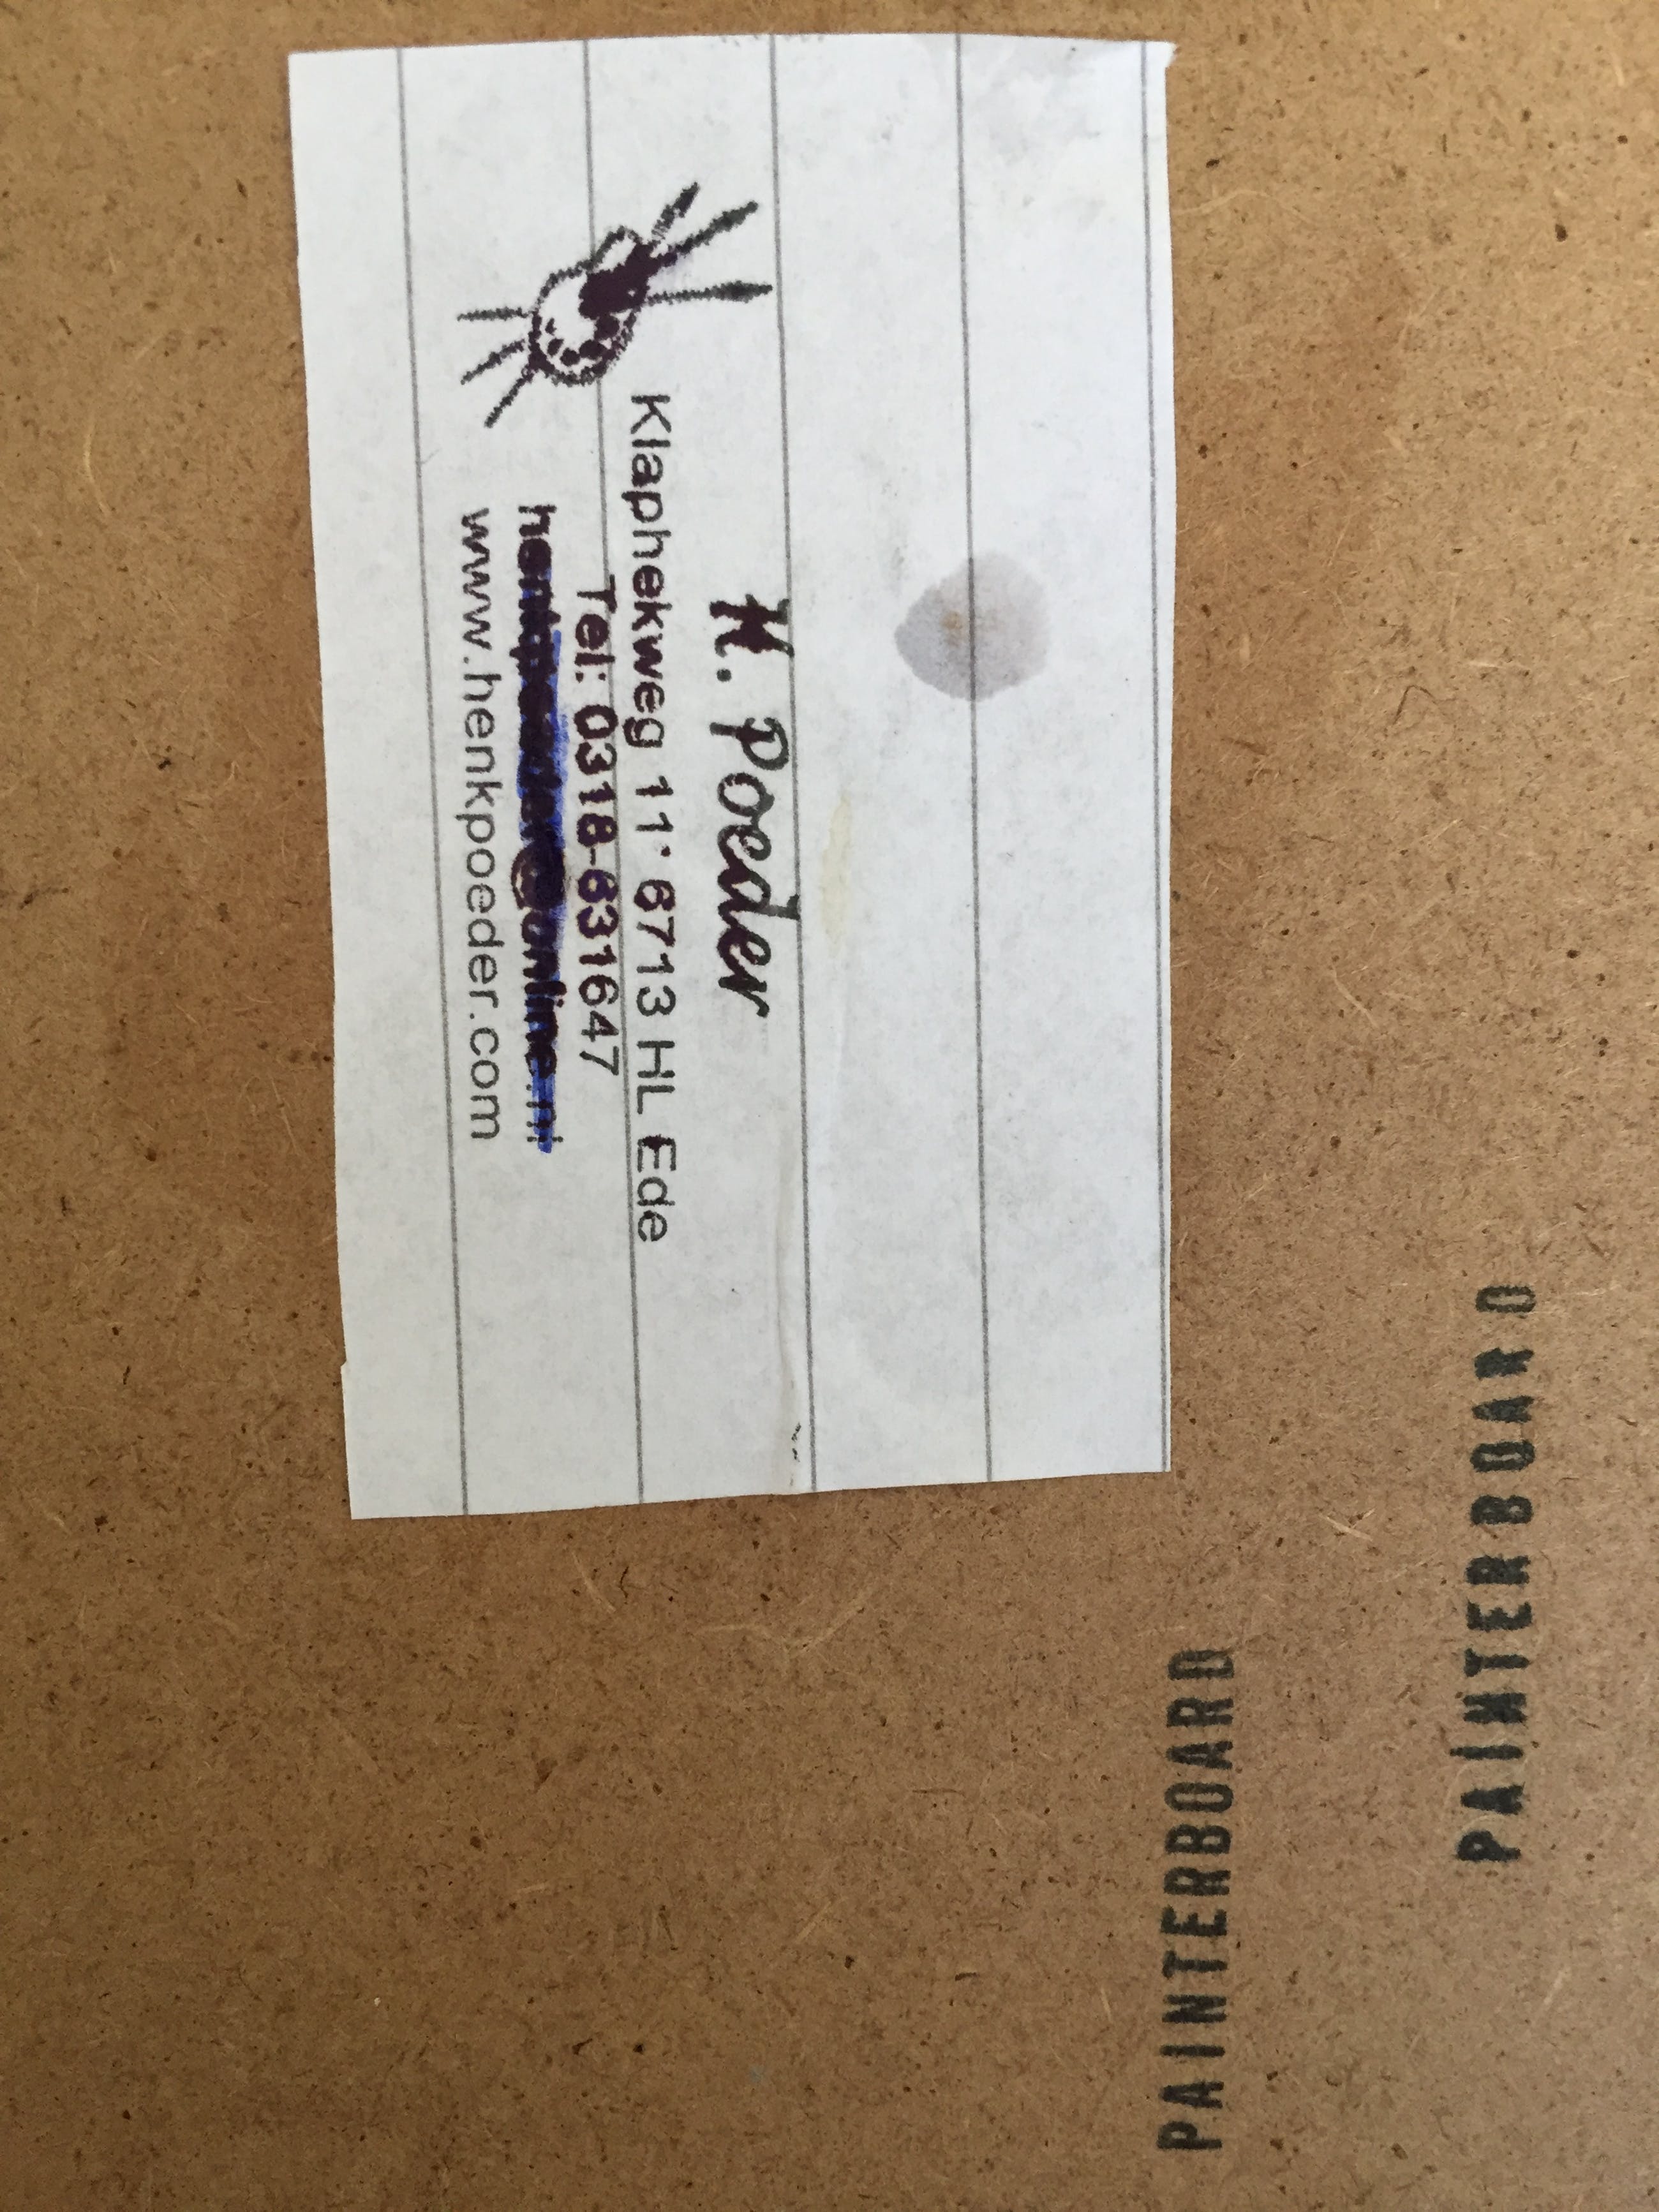 H. Poeder
Klaphekweg 11 6713 HL Ede
Tel: 0318-631647
www.henkpoeder.com
PAINTERBOARD
PAINTERBOARD